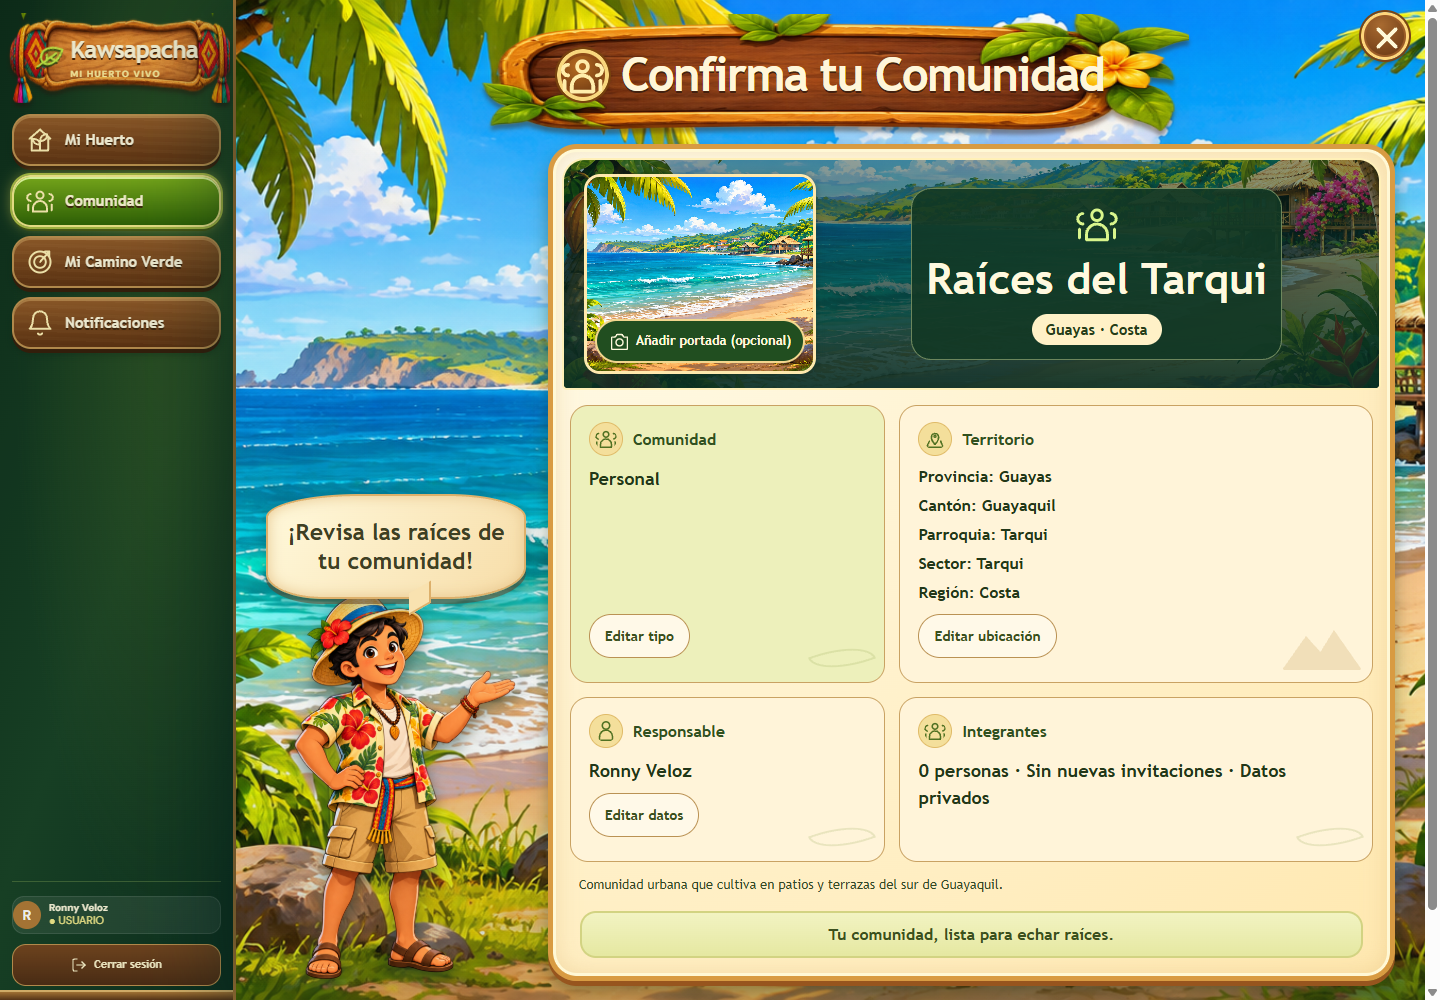 Kawsapacha
MI HUERTO VIVO
Mi Huerto
Comunidad
Mi Camino Verde
Notificaciones
Ronny Veloz
R
● USUARIO
Cerrar sesión
Confirma tu Comunidad
Añadir portada (opcional)
Raíces del Tarqui
Guayas · Costa
¡Revisa las raíces de
tu comunidad!
Comunidad
Personal
Editar tipo
Territorio
Provincia: Guayas
Cantón: Guayaquil
Parroquia: Tarqui
Sector: Tarqui
Región: Costa
Editar ubicación
Responsable
Ronny Veloz
Editar datos
Integrantes
0 personas · Sin nuevas invitaciones · Datos
privados
Comunidad urbana que cultiva en patios y terrazas del sur de Guayaquil.
Tu comunidad, lista para echar raíces.